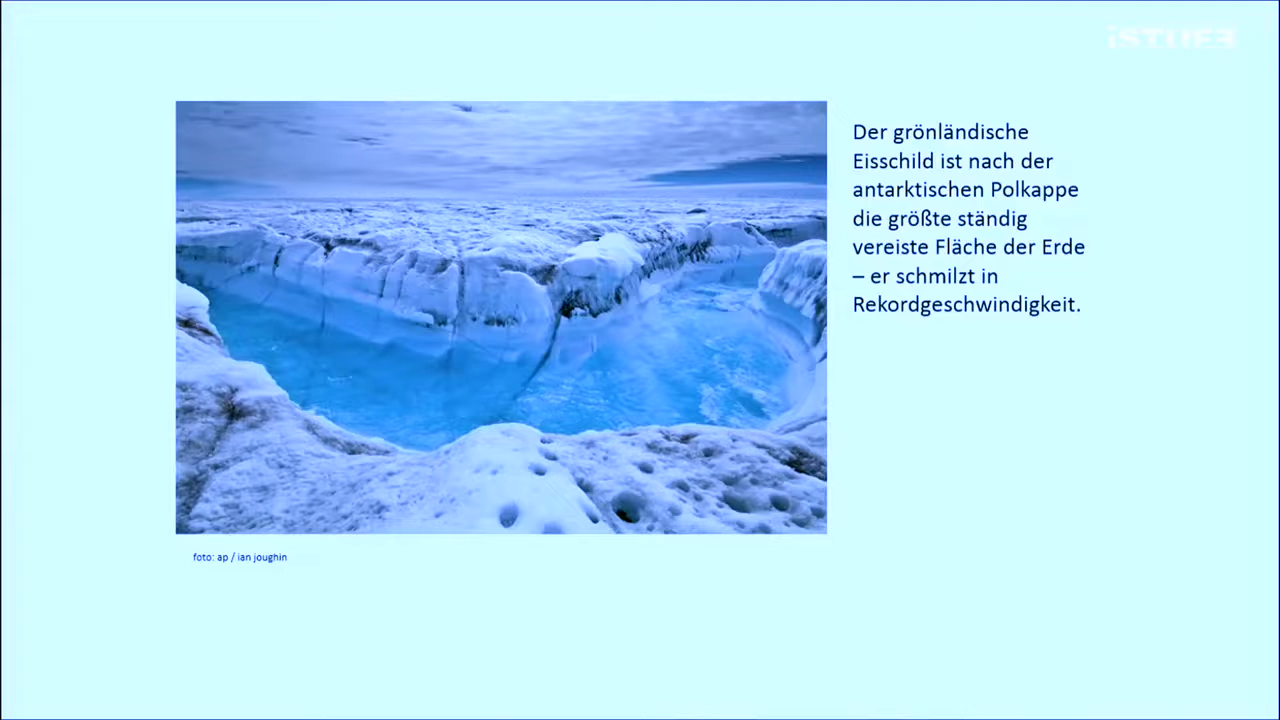 Der grönländische
Eisschild ist nach der
antarktischen Polkappe
die größte ständig
vereiste Fläche der Erde
– er schmilzt in
Rekordgeschwindigkeit.
foto: ap / ian joughin